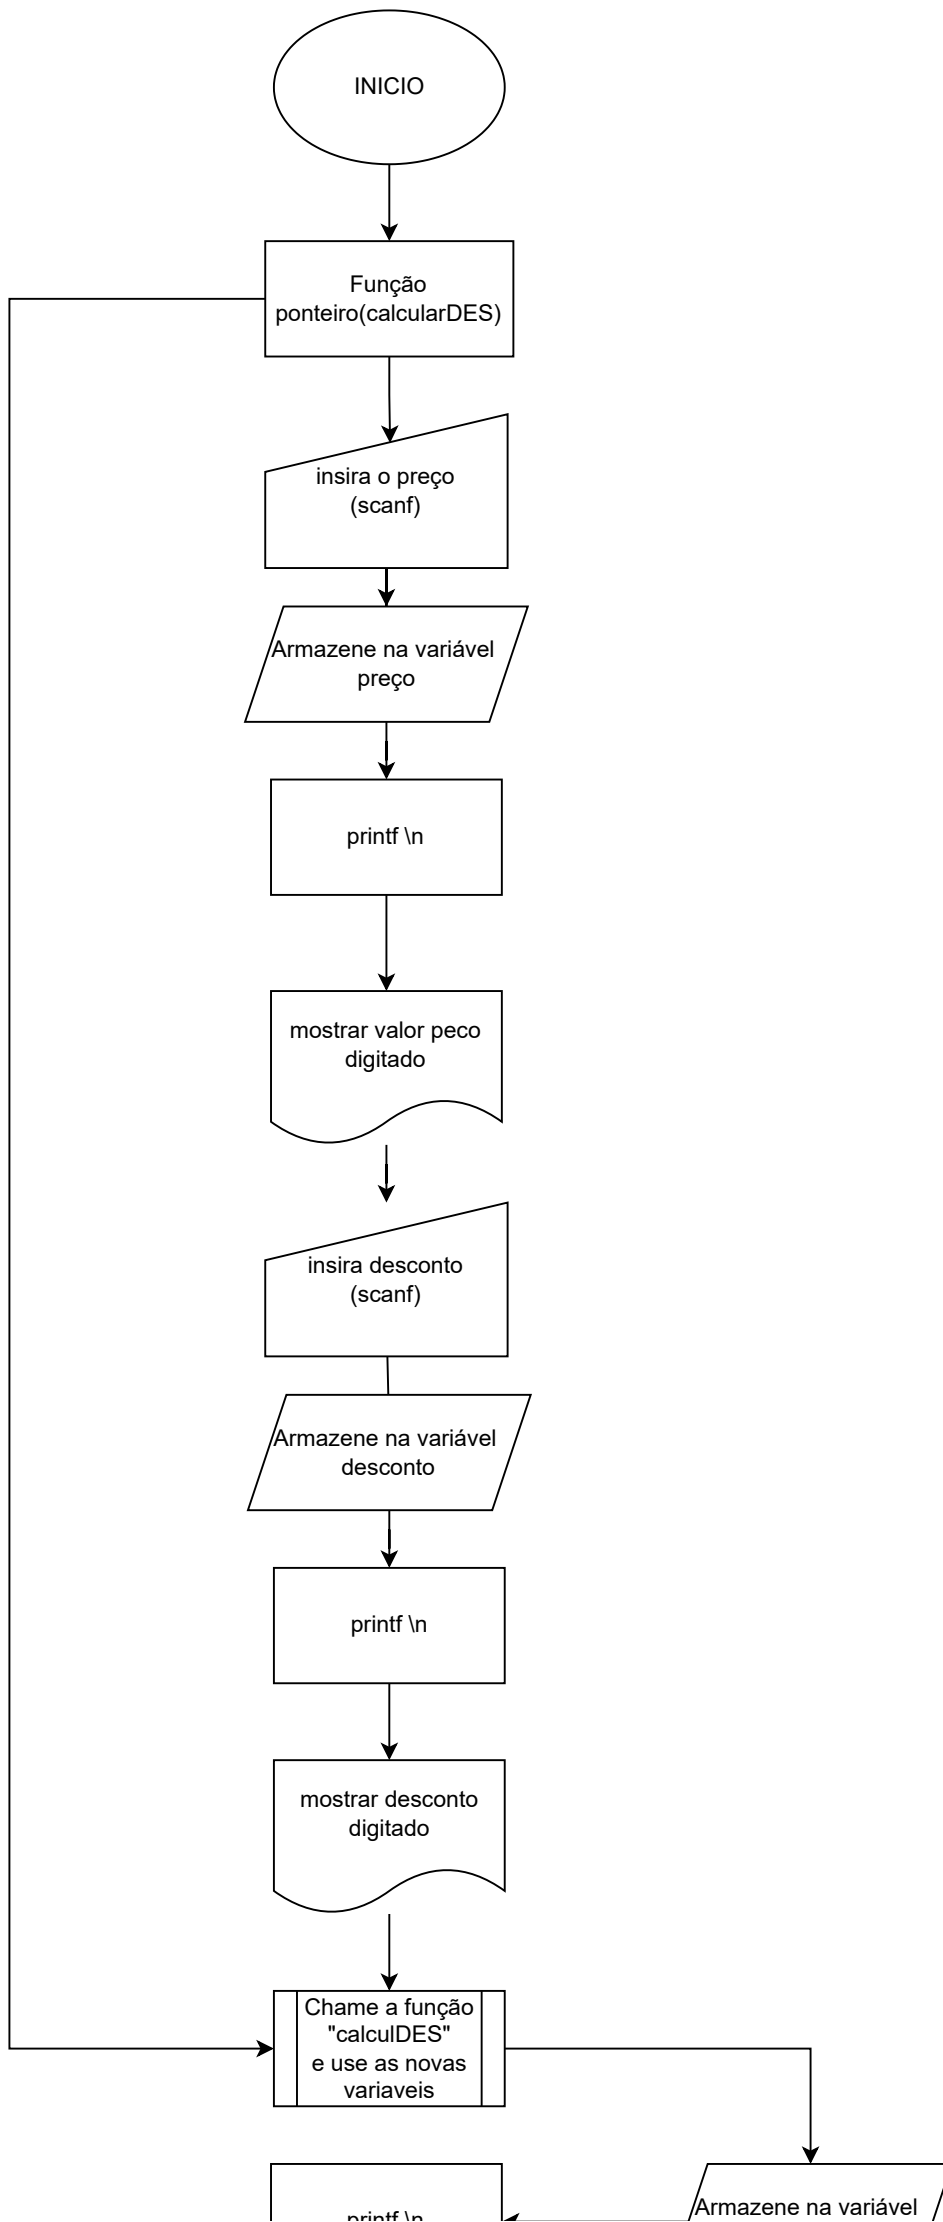 INICIO
Função
ponteiro(calcularDES)
insira o preço
(scanf)
Armazene na variável
preço
printf \n
mostrar valor peco
digitado
insira desconto
(scanf)
Armazene na variável
desconto
printf \n
mostrar desconto
digitado
Chame a função
"calculDES"
e use as novas
variaveis
Armazene na variável
printf \n